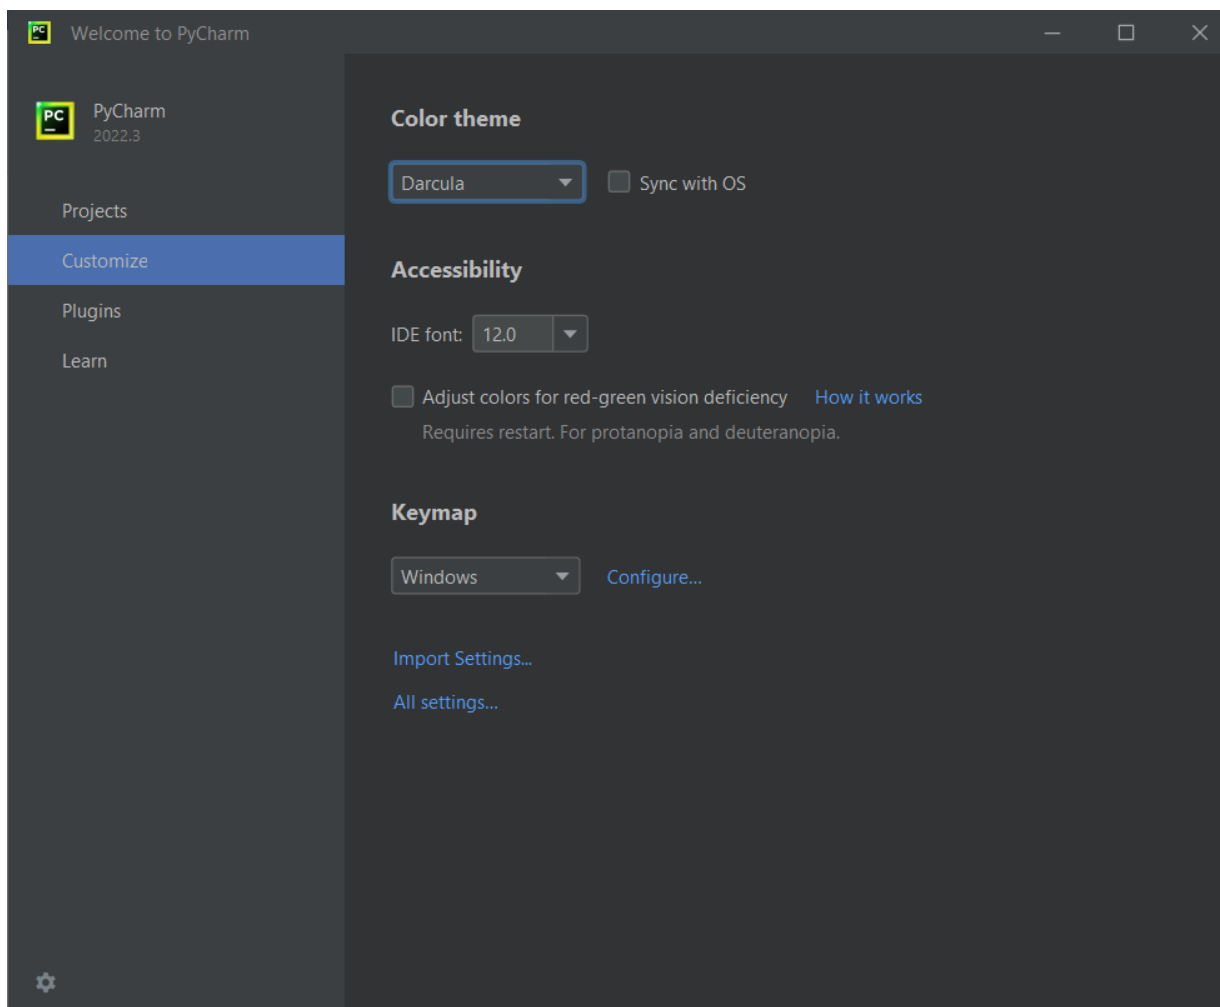 PC
Welcome to PyCharm
PC
PyCharm
2022.3
Projects
Customize
Plugins
Learn
Color theme
Darcula
Sync with OS
Accessibility
IDE font: 12.0
Adjust colors for red-green vision deficiency How it works
Requires restart. For protanopia and deuteranopia.
Keymap
Windows Configure...
Import Settings...
All settings...